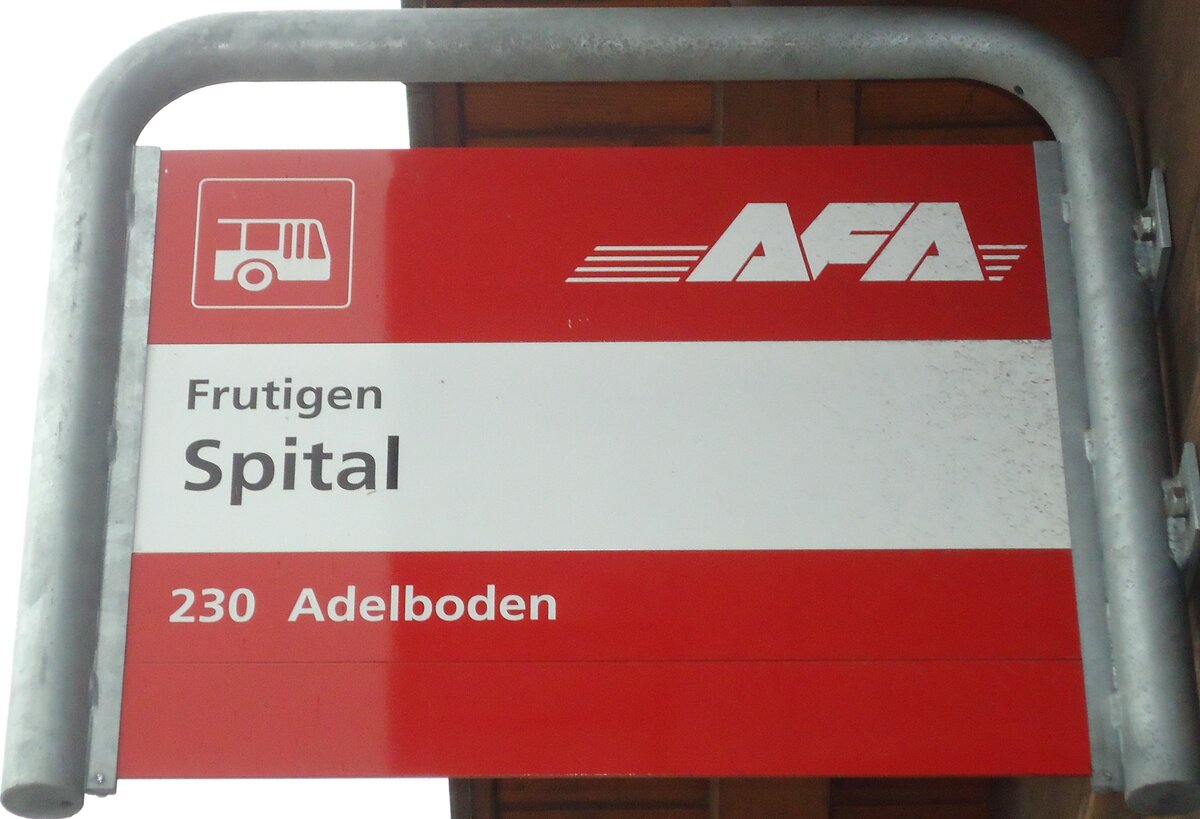 AFA
Frutigen
Spital
230 Adelboden